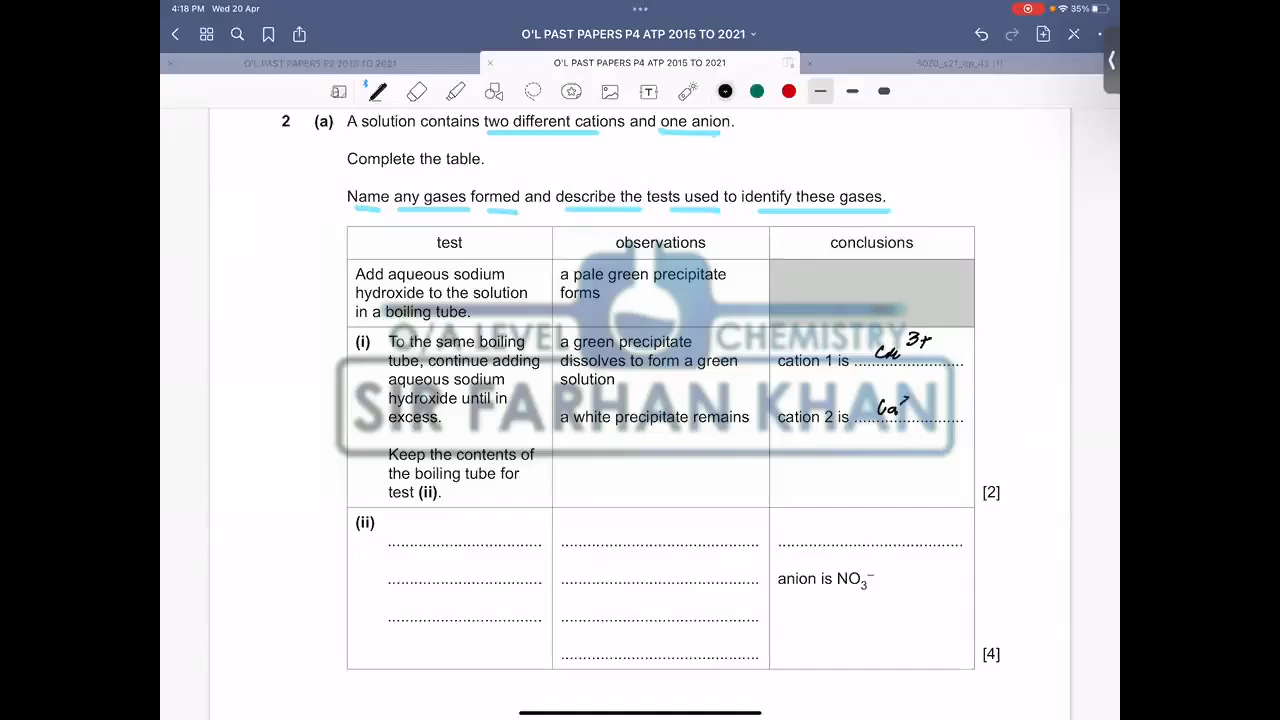 4:18 PM Wed 20 Apr
35%
O'L PAST PAPERS P4 ATP 2015 TO 2021
O'L PAST PAPERS P2 2015 TO 2021
O'L PAST PAPERS P4 ATP 2015 TO 2021
5070_s21_qp_42 (1)
2 (a) A solution contains two different cations and one anion.
Complete the table.
Name any gases formed and describe the tests used to identify these gases.
test observations conclusions
Add aqueous sodium
hydroxide to the solution
in a boiling tube.
a pale green precipitate
forms
(i) To the same boiling
tube, continue adding
aqueous sodium
hydroxide until in
excess.
Keep the contents of
the boiling tube for
test (ii).
a green precipitate
dissolves to form a green
solution
a white precipitate remains
cation 1 is ......... 3+
cation 2 is ......... Ca
[2]
(ii)
anion is NO3−
[4]
O/A LEVEL CHEMISTRY
SIR FARHAN KHAN